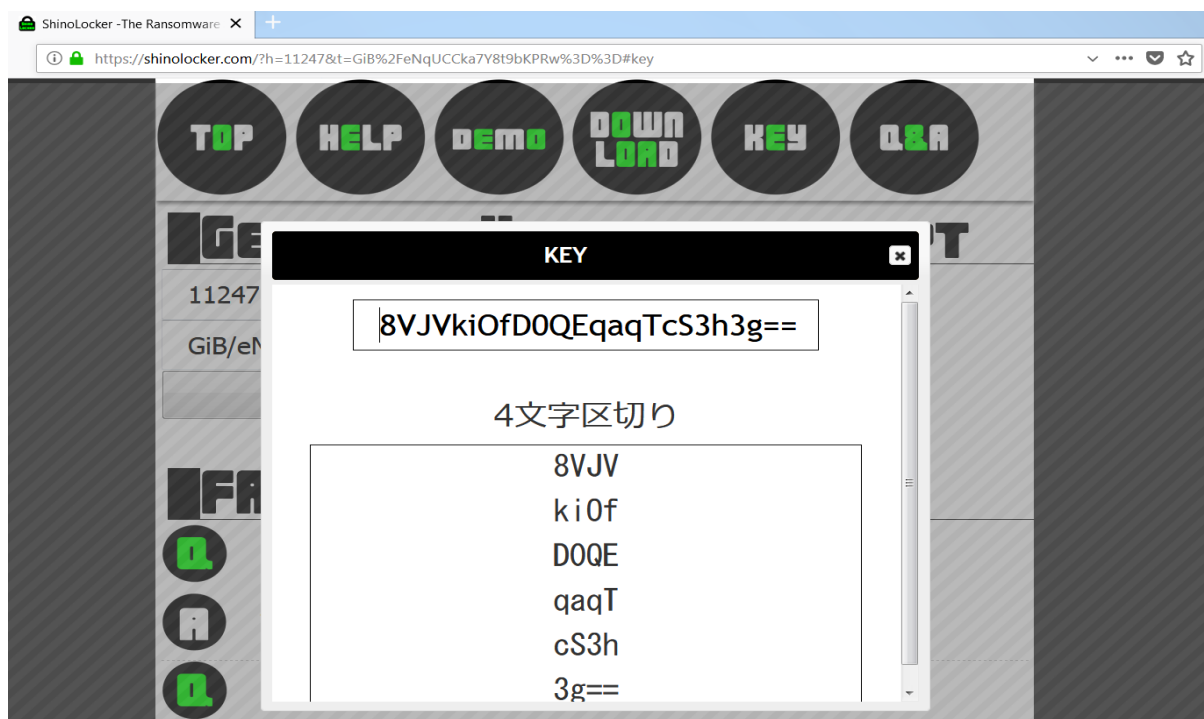 ShinoLocker -The Ransomware
https://shinolocker.com/?h=11247&t=GiB%2FeNqUCCka7Y8t9bKPRw%3D%3D#key
TOP
HELP
DEMO
DOWN
LOAD
KEY
Q&A
KEY
11247
8VJVkiOfD0QEqaqTcS3h3g==
GiB/eN
4文字区切り
8VJV
kiOf
D0QE
qaqT
cS3h
3g==
Q
A
Q